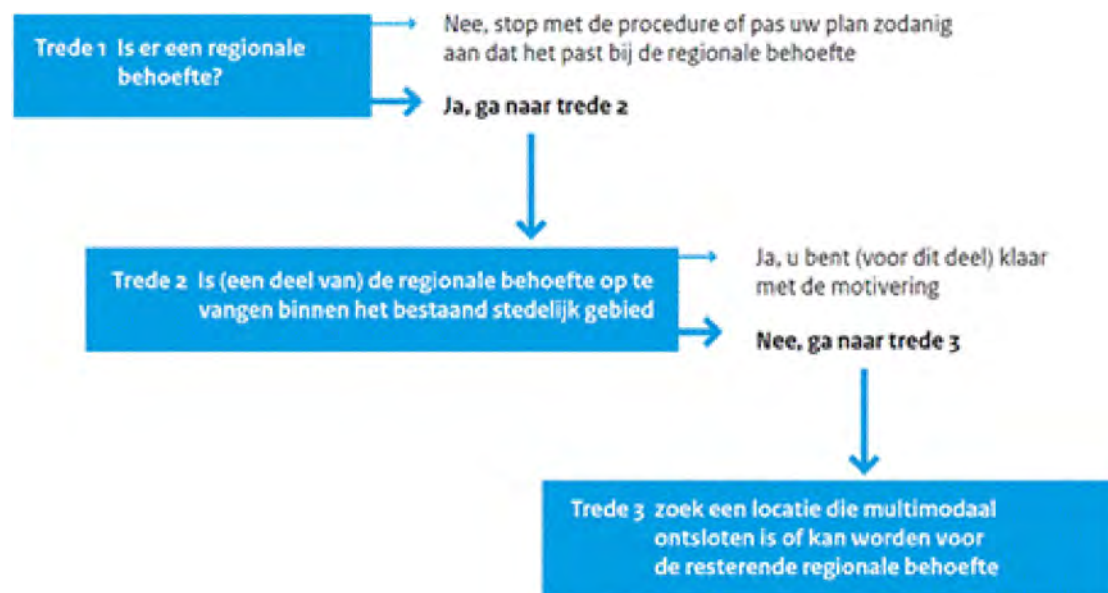 Trede 1 Is er een regionale
behoefte?
Nee, stop met de procedure of pas uw plan zodanig
aan dat het past bij de regionale behoefte
Ja, ga naar trede 2
Trede 2 Is (een deel van) de regionale behoefte op te
vangen binnen het bestaand stedelijk gebied
Ja, u bent (voor dit deel) klaar
met de motivering
Nee, ga naar trede 3
Trede 3 zoek een locatie die multimodaal
ontsloten is of kan worden voor
de resterende regionale behoefte